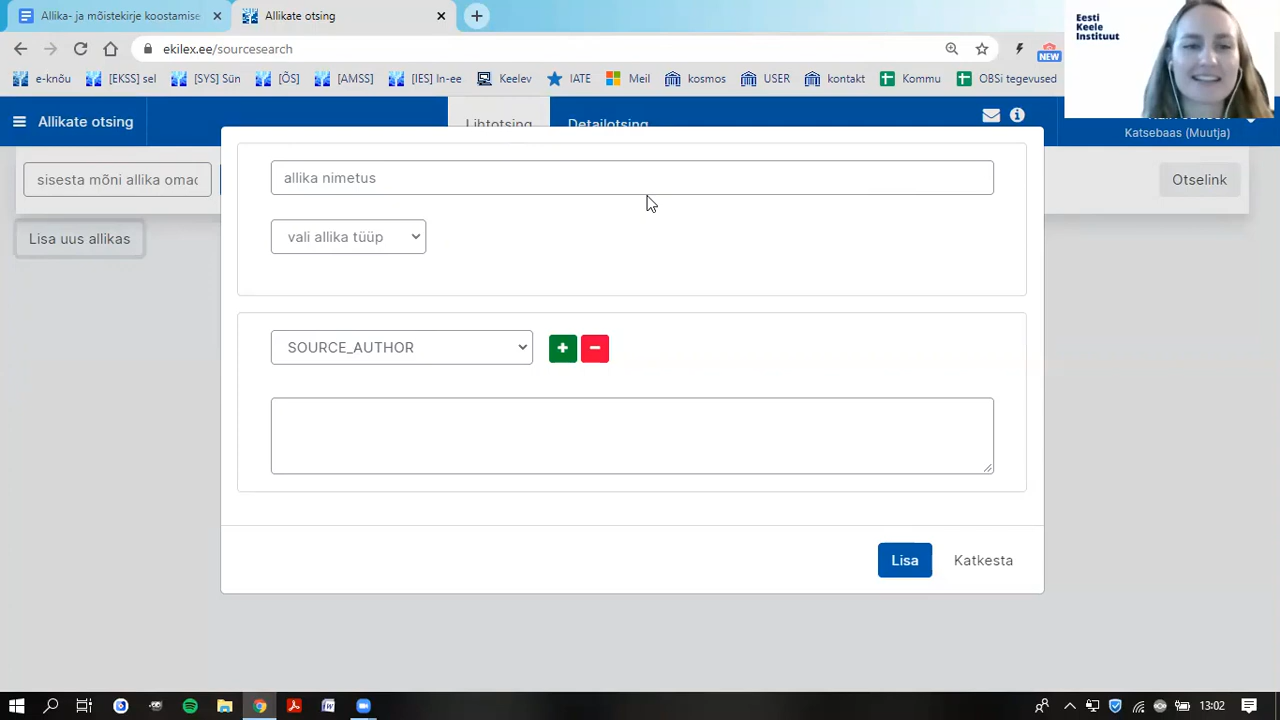 Allika- ja mõistekirje koostamise
Allikate otsing
ekilex.ee/sourcesearch
NEW
e-knõu
[EKSS] sel
[SYS] Sün
[ÕS]
[AMSS]
[IES] In-ee
Keelev
IATE
Meil
kosmos
USER
kontakt
Kommu
OBSi tegevused
Eesti
Keele
Instituut
Allikate otsing
Lihtotsing
Detailotsing
Katsebaas (Muutja)
sisesta mõni allika omad
Otselink
Lisa uus allikas
allika nimetus
vali allika tüüp
SOURCE_AUTHOR
Lisa
Katkesta
13:02